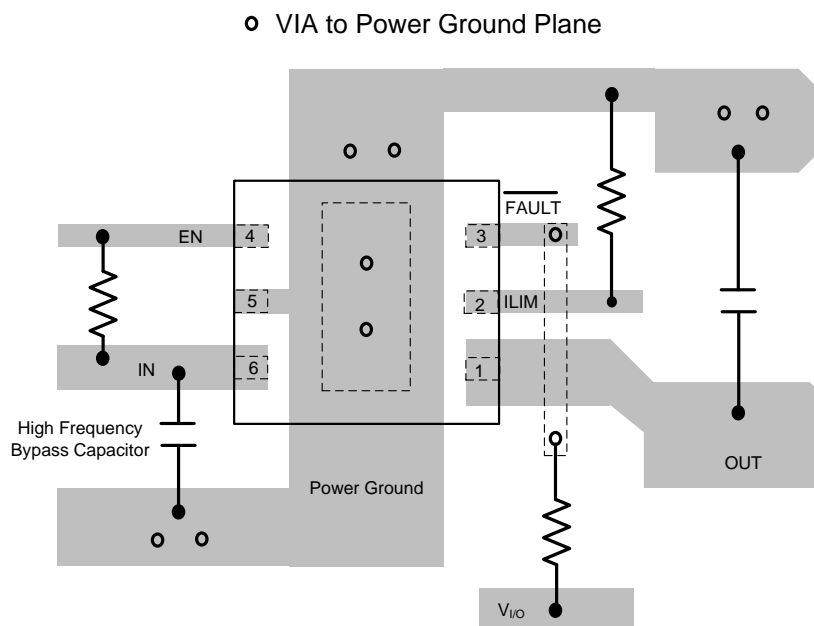 VIA to Power Ground Plane
FAULT
EN
4
3
5
2
ILIM
IN
6
1
High Frequency
Bypass Capacitor
Power Ground
OUT
VI/O